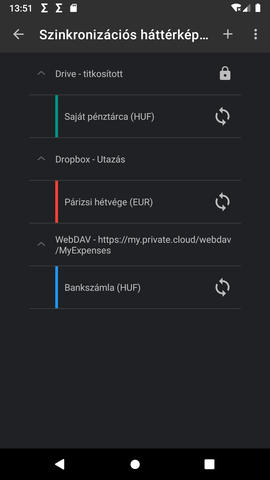 13:51 Σ Σ
Szinkronizációs háttérkép...
Drive - titkosított
Saját pénztárca (HUF)
Dropbox - Utazás
Párizsi hétvége (EUR)
WebDAV - https://my.private.cloud/webdav
/MyExpenses
Bankszámla (HUF)